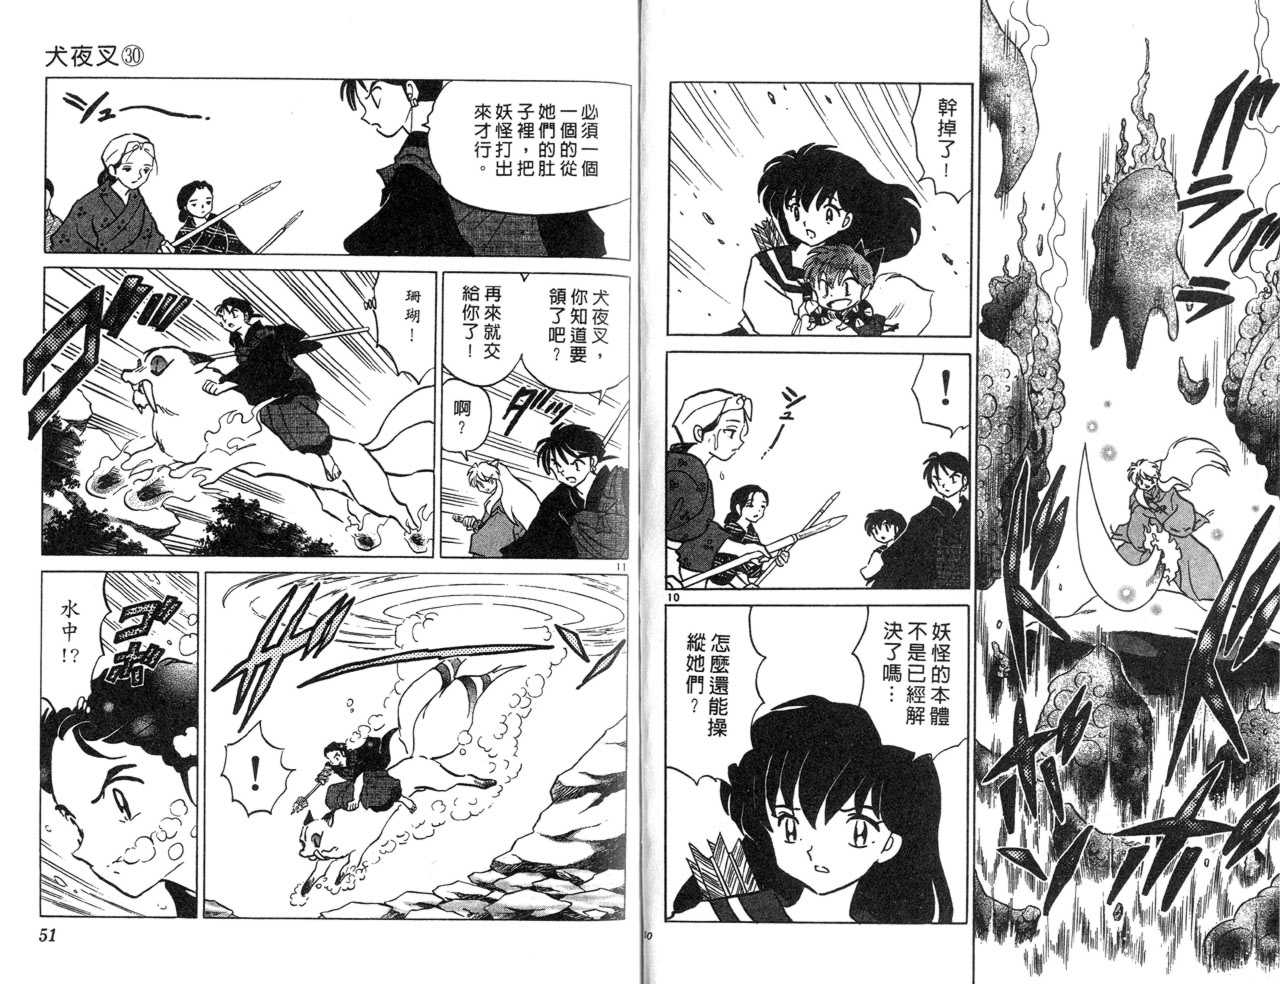 幹掉了！
！
シュー
10
妖怪的本體
不是已經解
決了嗎…
怎麼還能操
縱她們？
犬夜叉㉚
必須一個
一個的從
她們的肚
子裡，把
妖怪打出
來才行。
シュー
犬夜叉，
你知道要
領了吧？
再來就交
給你了！
啊？
ダッ
11
珊瑚！
！
水中！？
ゴボ
51